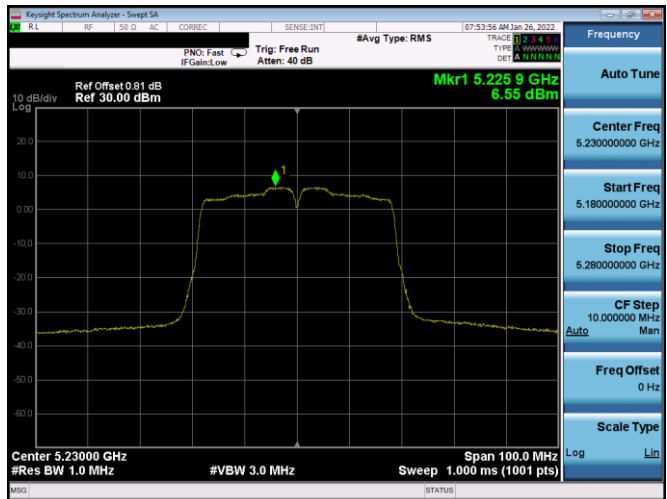 Keysight Spectrum Analyzer - Swept SA
RL RF 50 Ω AC CORREC SENSE:INT 07:53:56 AM Jan 26, 2022
#Avg Type: RMS TRACE 1 2 3 4 5 6
TYPE A WWWWW
DET A NNNNN
PNO: Fast Trig: Free Run
IFGain:Low Atten: 40 dB
Frequency
Auto Tune
Mkr1 5.225 9 GHz
6.55 dBm
Ref Offset 0.81 dB
10 dB/div Ref 30.00 dBm
Log
20.0
10.0
0.00
-10.0
-20.0
-30.0
-40.0
-50.0
-60.0
1
Center Freq
5.230000000 GHz
Start Freq
5.180000000 GHz
Stop Freq
5.280000000 GHz
CF Step
10.000000 MHz
Auto Man
Freq Offset
0 Hz
Scale Type
Log Lin
Center 5.23000 GHz Span 100.0 MHz
#Res BW 1.0 MHz #VBW 3.0 MHz Sweep 1.000 ms (1001 pts)
MSG STATUS